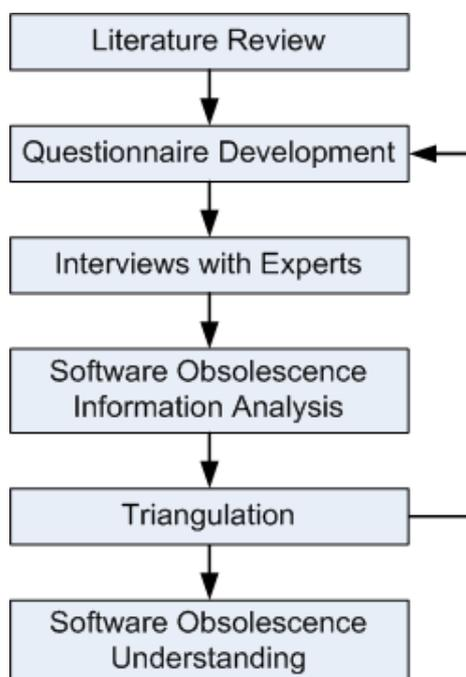 Literature Review
Questionnaire Development
Interviews with Experts
Software Obsolescence
Information Analysis
Triangulation
Software Obsolescence
Understanding